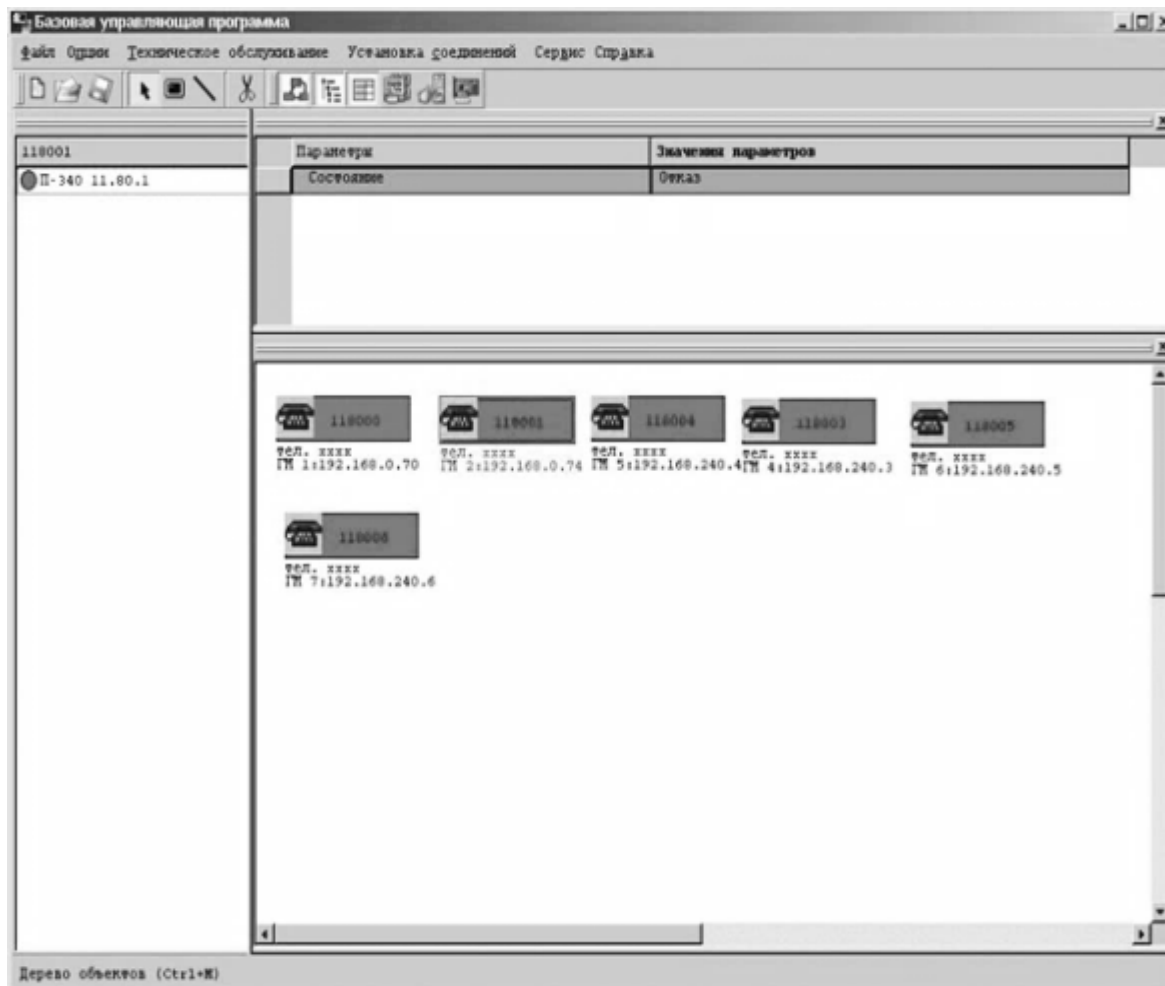 Базовая управляющая программа
Файл Опции Техническое обслуживание Установка соединений Сервис Справка
118001
П-340 11.80.1
Параметры Значения параметров
Состояние Отказ
118000
тел. xxxx
ГМ 1:192.168.0.70
118001
тел. xxxx
ГМ 2:192.168.0.74
118004
тел. xxxx
ГМ 5:192.168.240.4
118003
тел. xxxx
ГМ 4:192.168.240.3
118005
тел. xxxx
ГМ 6:192.168.240.5
118006
тел. xxxx
ГМ 7:192.168.240.6
Дерево объектов (Ctrl+M)